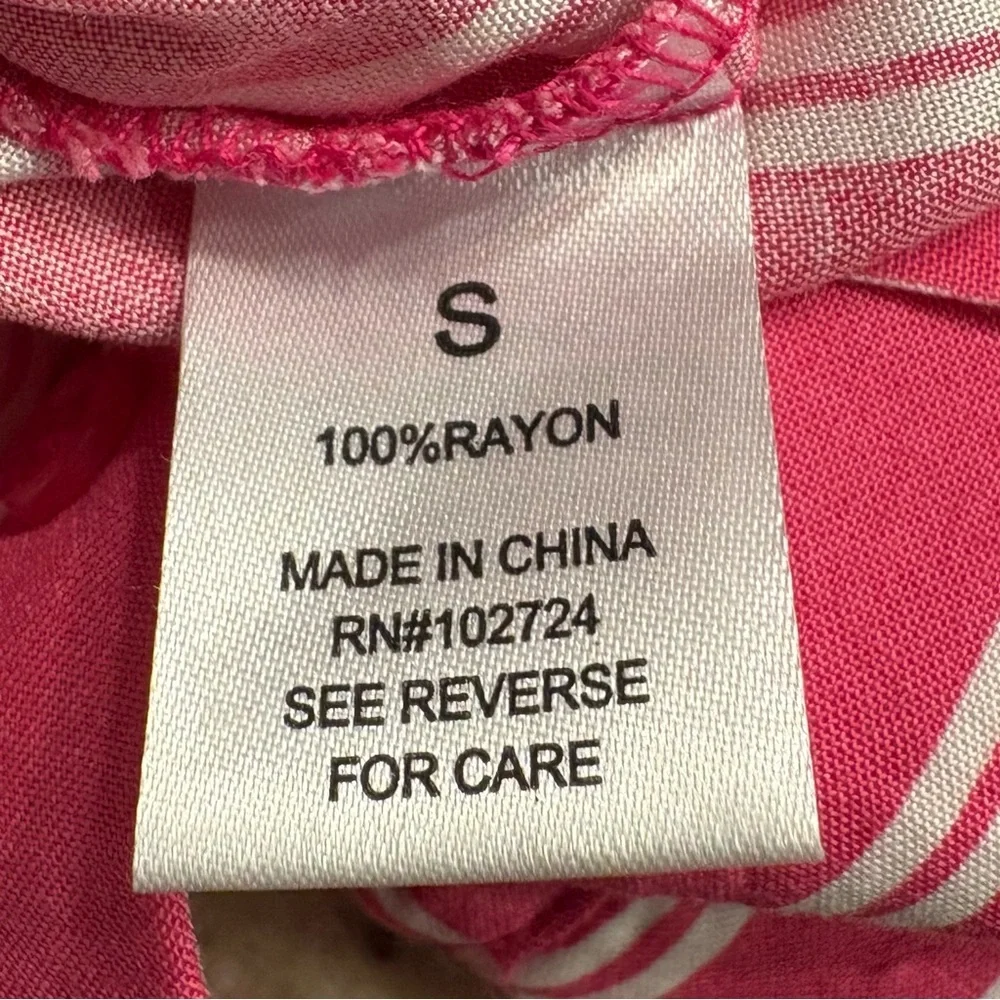 S
100%RAYON
MADE IN CHINA
RN#102724
SEE REVERSE
FOR CARE